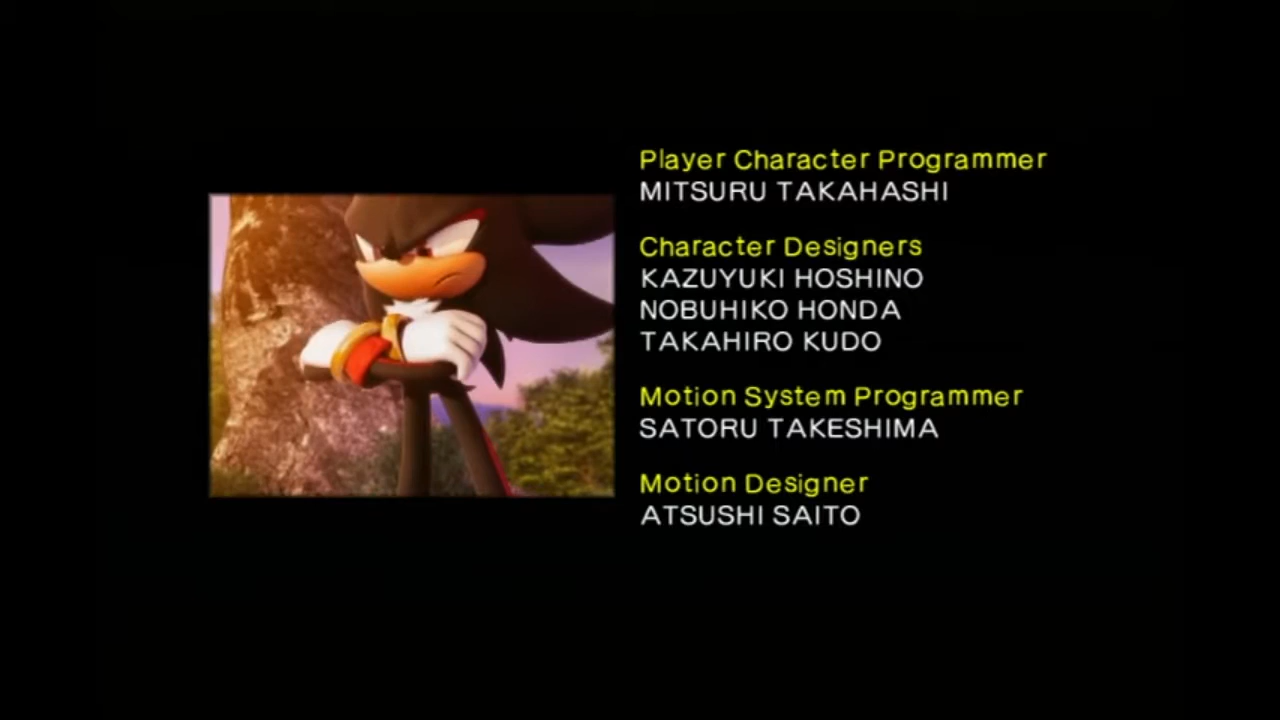 Player Character Programmer
MITSURU TAKAHASHI
Character Designers
KAZUYUKI HOSHINO
NOBUHIKO HONDA
TAKAHIRO KUDO
Motion System Programmer
SATORU TAKESHIMA
Motion Designer
ATSUSHI SAITO